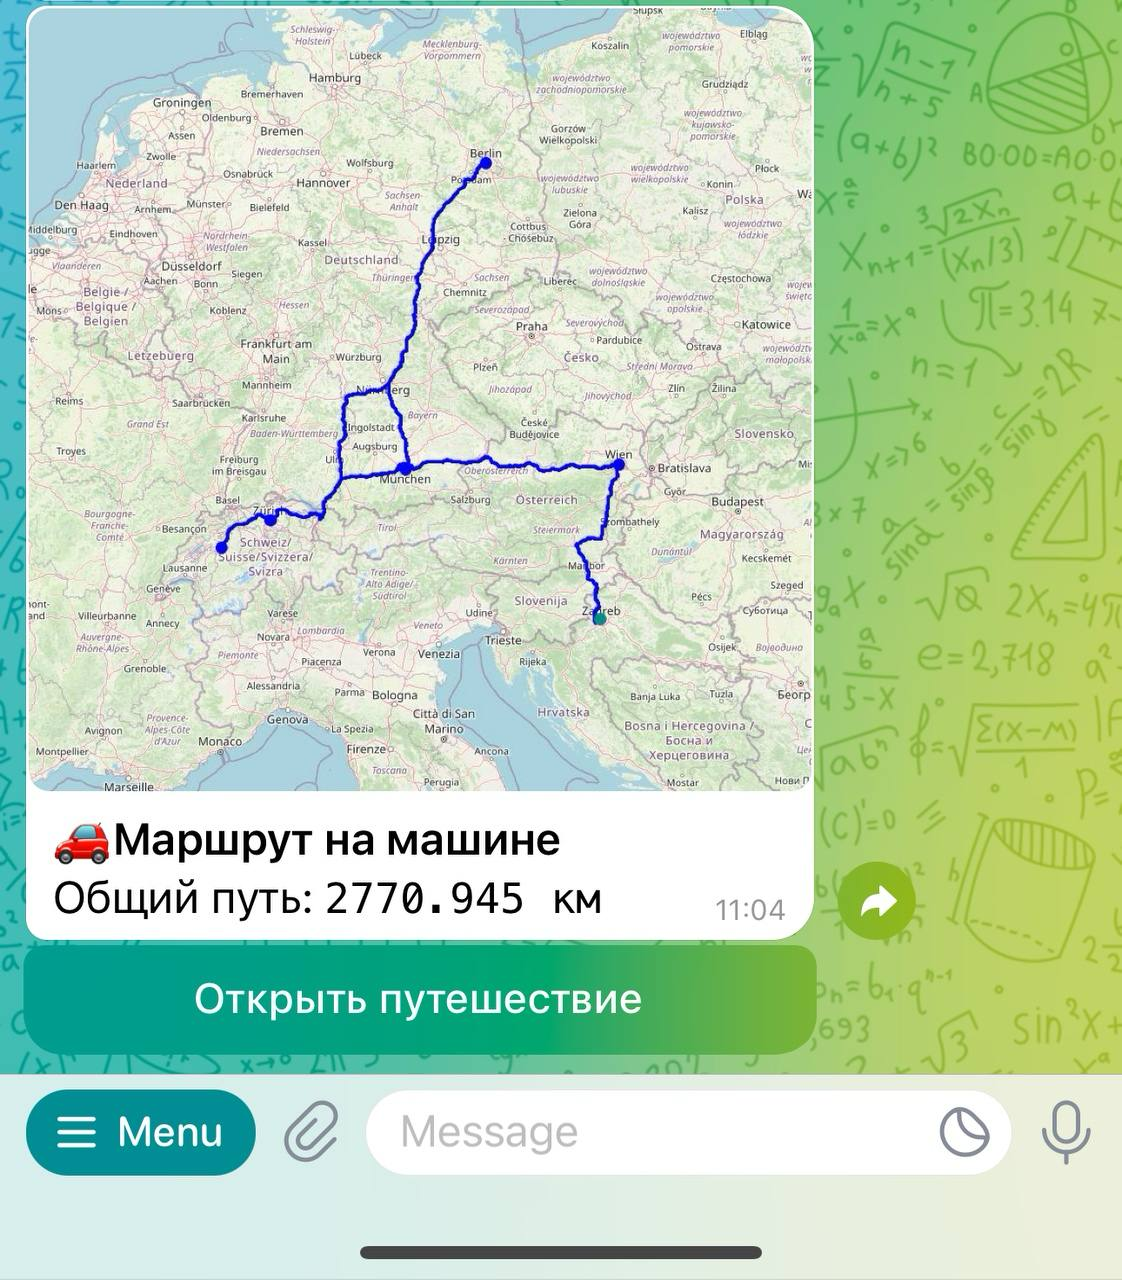 Słupsk
Elbląg
Schleswig-
Holstein
Lübeck
Mecklenburg-
Vorpommern
Koszalin
województwo
pomorskie
Hamburg
województwo
zachodniopomorskie
Grudziądz
Groningen
Bremerhaven
Oldenburg
Bremen
Assen
Niedersachsen
Gorzów
Wielkopolski
województwo
kujawsko-
pomorskie
Berlin
Haarlem
Zwolle
Wolfsburg
Osnabrück
Hannover
Nederland
Sachsen
Anhalt
województwo
lubuskie
województwo
wielkopolskie
Konin
Płock
Polska
Den Haag
Arnhem
Münster
Bielefeld
Zielona
Góra
Kalisz
Middelburg
Eindhoven
Nordrhein-
Westfalen
Kassel
Leipzig
Cottbus
Chóśebuz
województwo
łódzkie
Vlaanderen
Düsseldorf
Siegen
Deutschland
Aachen
Bonn
Thüringen
Sachsen
Chemnitz
Liberec
województwo
dolnośląskie
Częstochowa
België /
Belgique /
Belgien
Mons
Koblenz
Hessen
Severozápad
województwo
opolskie
Praha
Severovýchod
Katowice
Pardubice
Lëtzebuerg
Frankfurt am
Main
Würzburg
Česko
Ostrava
Plzeň
Střední Morava
Mannheim
Nürnberg
Jihozápad
Jihovýchod
Zlín
Žilina
Reims
Saarbrücken
Karlsruhe
Grand Est
Baden-Württemberg
Bayern
Ingolstadt
České
Budějovice
Slovensko
Troyes
Augsburg
Freiburg
im Breisgau
Ulm
München
Wien
Bratislava
Oberösterreich
Basel
Salzburg
Győr
Budapest
Bourgogne-
Franche-
Comté
Besançon
Zürich
Österreich
Szombathely
Tirol
Steiermark
Magyarország
Schweiz/
Suisse/Svizzera/
Svizra
Lausanne
Kärnten
Maribor
Dunántúl
Kecskemét
Genève
Trentino-
Alto Adige/
Südtirol
Szeged
Villeurbanne
Annecy
Varese
Udine
Slovenija
Zagreb
Pécs
Суботица
Auvergne-
Rhône-Alpes
Novara
Lombardia
Veneto
Trieste
Grenoble
Piemonte
Piacenza
Verona
Venezia
Rijeka
Osijek
Војводина
Alessandria
Parma
Bologna
Banja Luka
Tuzla
Genova
La Spezia
Città di San
Marino
Hrvatska
Bosna i Hercegovina /
Босна и
Херцеговина
Avignon
Provence-
Alpes-Côte
d'Azur
Monaco
Firenze
Ancona
Montpellier
Toscana
Perugia
Mostar
Marseille
🚗Маршрут на машине
Общий путь: 2770.945 км
11:04
Открыть путешествие
Menu
Message